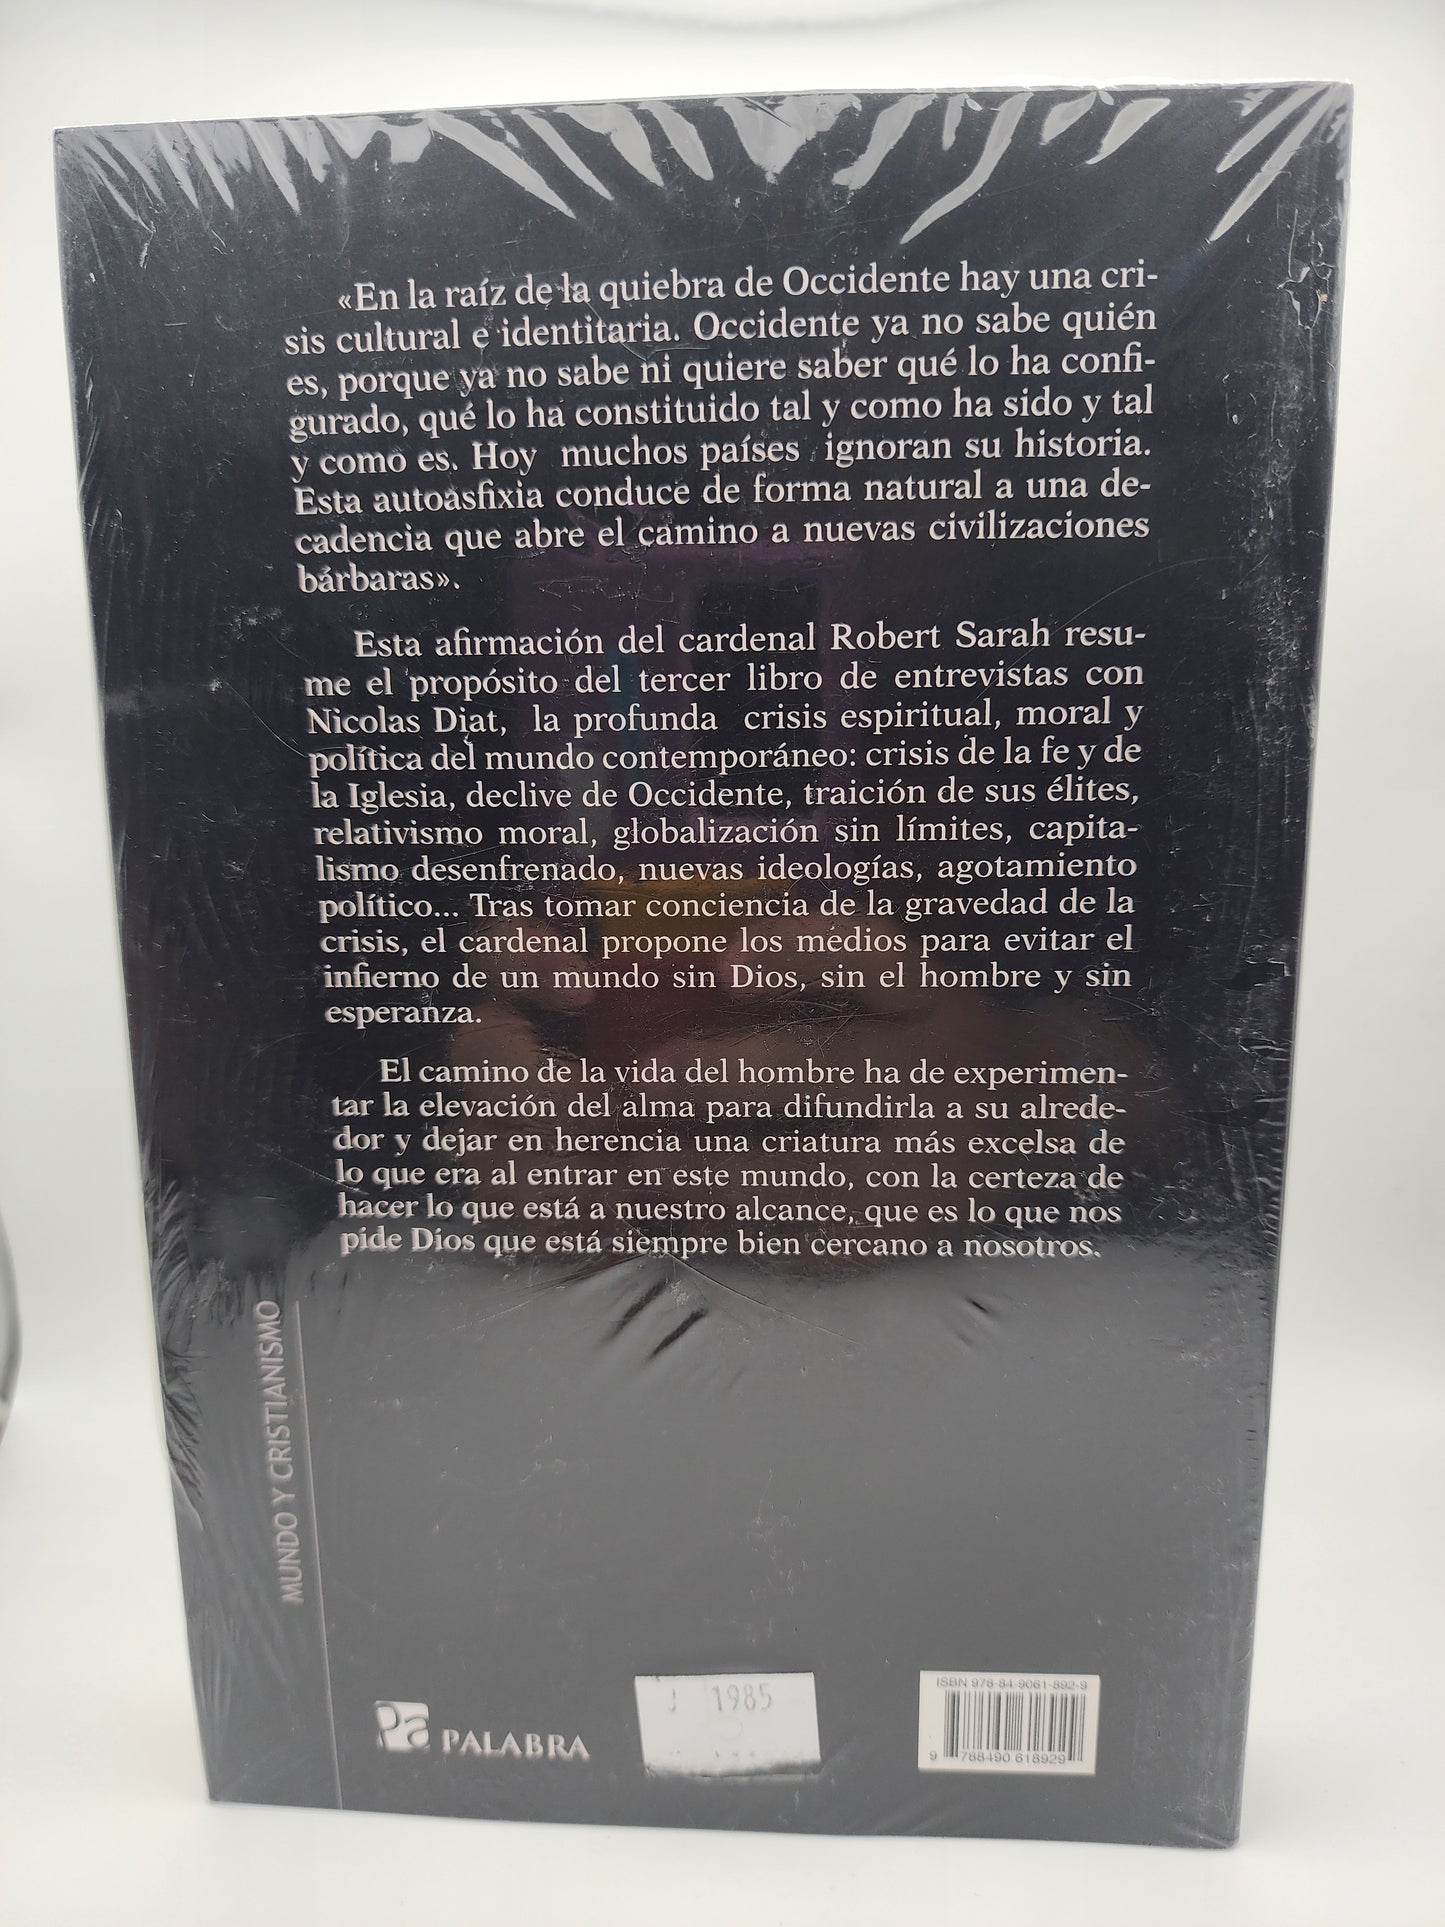 «En la raíz de la quiebra de Occidente hay una cri-
sis cultural e identitaria. Occidente ya no sabe quién
es, porque ya no sabe ni quiere saber qué lo ha confi-
gurado, qué lo ha constituido tal y como ha sido y tal
y como es. Hoy muchos países ignoran su historia.
Esta autoasfixia conduce de forma natural a una de-
cadencia que abre el camino a nuevas civilizaciones
bárbaras».
Esta afirmación del cardenal Robert Sarah resu-
me el propósito del tercer libro de entrevistas con
Nicolas Diat, la profunda crisis espiritual, moral y
política del mundo contemporáneo: crisis de la fe y de
la Iglesia, declive de Occidente, traición de sus élites,
relativismo moral, globalización sin límites, capita-
lismo desenfrenado, nuevas ideologías, agotamiento
político... Tras tomar conciencia de la gravedad de la
crisis, el cardenal propone los medios para evitar el
infierno de un mundo sin Dios, sin el hombre y sin
esperanza.
El camino de la vida del hombre ha de experimen-
tar la elevación del alma para difundirla a su alrede-
dor y dejar en herencia una criatura más excelsa de
lo que era al entrar en este mundo, con la certeza de
hacer lo que está a nuestro alcance, que es lo que nos
pide Dios que está siempre bien cercano a nosotros.
MUNDO Y CRISTIANISMO
Pa PALABRA
1985
ISBN 978-84-9061-892-9
9 788490 618929